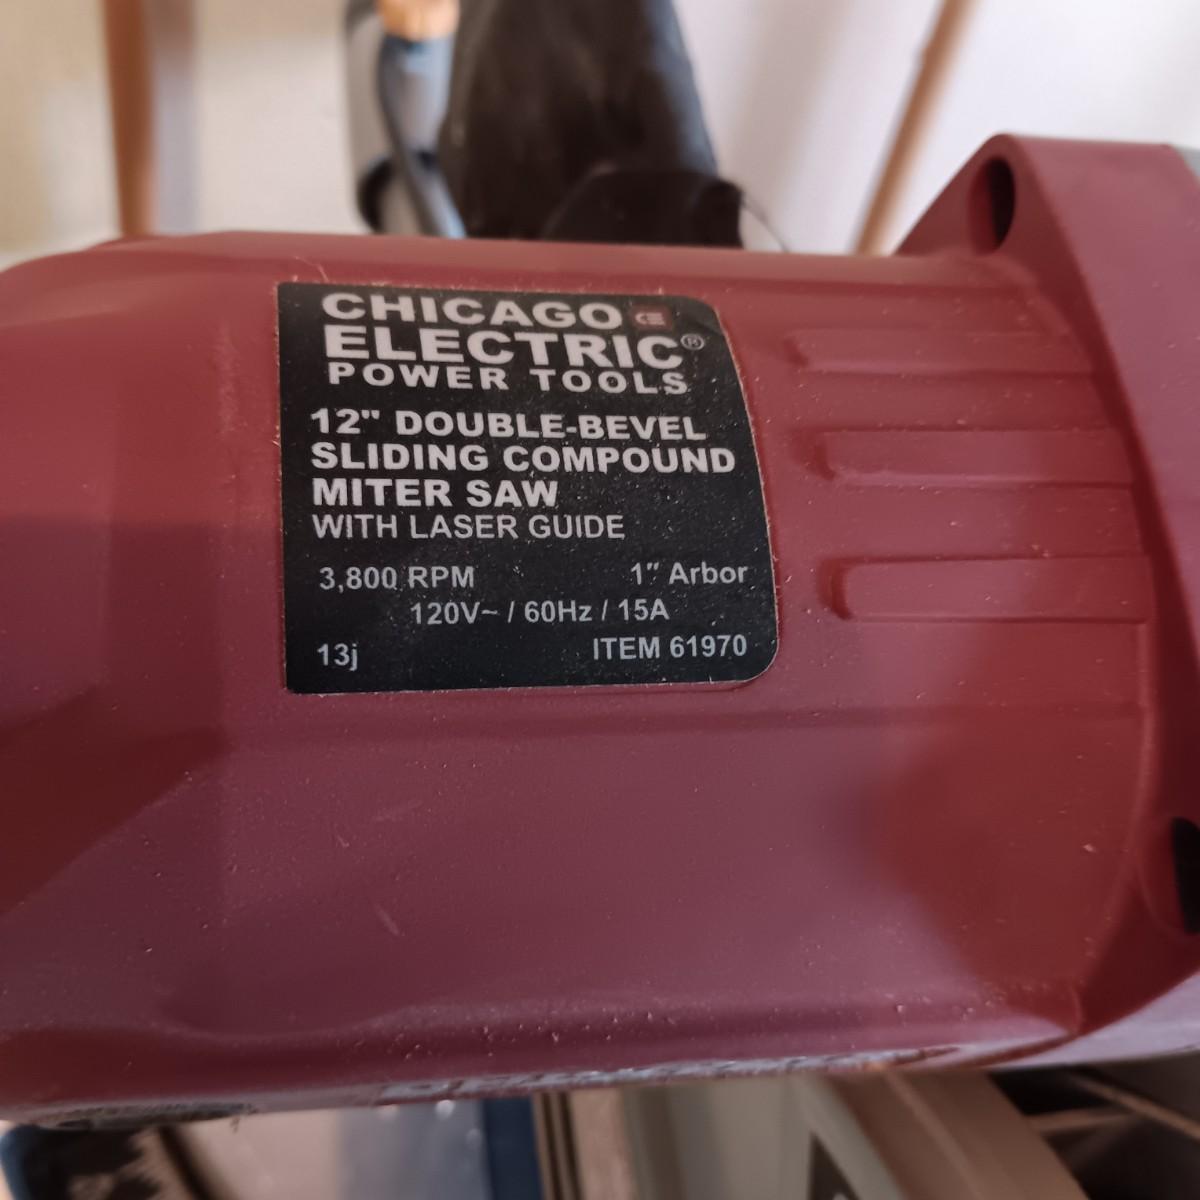 CHICAGO CE
ELECTRIC®
POWER TOOLS
12" DOUBLE-BEVEL
SLIDING COMPOUND
MITER SAW
WITH LASER GUIDE
3,800 RPM 1" Arbor
120V~ / 60Hz / 15A
13j ITEM 61970